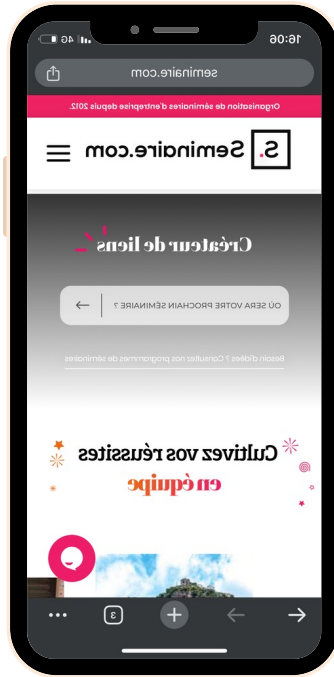 16:06
4G
seminaire.com
Organisation de séminaires d'entreprise depuis 2012.
S. Seminaire.com
Créateur de liens
OÙ SERA VOTRE PROCHAIN SÉMINAIRE ?
Besoin d'idées ? Consultez nos programmes de séminaires
Cultivez vos réussites
en équipe
3